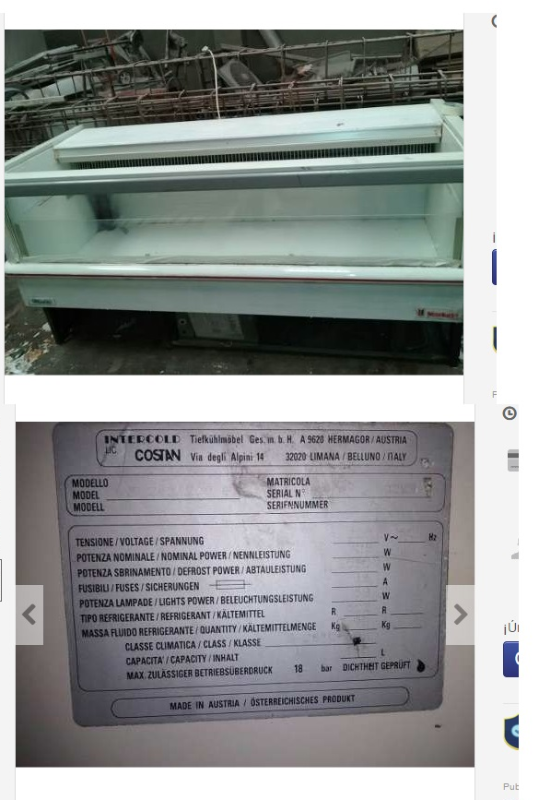 INTERCOLD Tiefkühlmöbel Ges. m. b. H. A 9620 HERMAGOR / AUSTRIA
LIC. COSTAN Via degli Alpini 14 32020 LIMANA / BELLUNO / ITALY
MODELLO MATRICOLA
MODEL SERIAL N°
MODELL SERIENNUMMER
TENSIONE / VOLTAGE / SPANNUNG V~ Hz
POTENZA NOMINALE / NOMINAL POWER / NENNLEISTUNG W
POTENZA SBRINAMENTO / DEFROST POWER / ABTAULEISTUNG W
FUSIBILI / FUSES / SICHERUNGEN A
POTENZA LAMPADE / LIGHTS POWER / BELEUCHTUNGSLEISTUNG W
TIPO REFRIGERANTE / REFRIGERANT / KÄLTEMITTEL R R
MASSA FLUIDO REFRIGERANTE / QUANTITY / KÄLTEMITTELMENGE Kg Kg
CLASSE CLIMATICA / CLASS / KLASSE
CAPACITA' / CAPACITY / INHALT L
MAX. ZULÄSSIGER BETRIEBSÜBERDRUCK 18 bar DICHTHEIT GEPRÜFT
MADE IN AUSTRIA / ÖSTERREICHISCHES PRODUKT